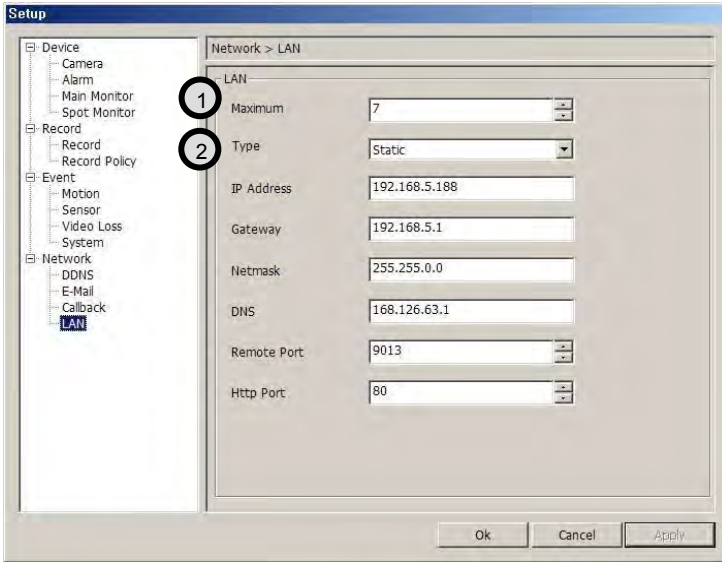 Setup
Device
Camera
Alarm
Main Monitor
Spot Monitor
Record
Record
Record Policy
Event
Motion
Sensor
Video Loss
System
Network
DDNS
E-Mail
Callback
LAN
Network > LAN
LAN
1 Maximum 7
2 Type Static
IP Address 192.168.5.188
Gateway 192.168.5.1
Netmask 255.255.0.0
DNS 168.126.63.1
Remote Port 9013
Http Port 80
Ok Cancel Apply